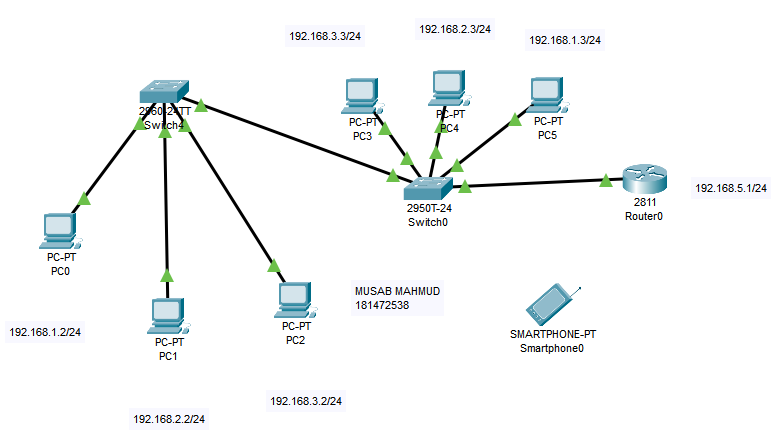 192.168.3.3/24
192.168.2.3/24
192.168.1.3/24
2960-24TT
Switch4
PC-PT
PC3
PC-PT
PC4
PC-PT
PC5
2950T-24
Switch0
2811
Router0
192.168.5.1/24
PC-PT
PC0
192.168.1.2/24
PC-PT
PC1
192.168.2.2/24
PC-PT
PC2
192.168.3.2/24
MUSAB MAHMUD
181472538
SMARTPHONE-PT
Smartphone0